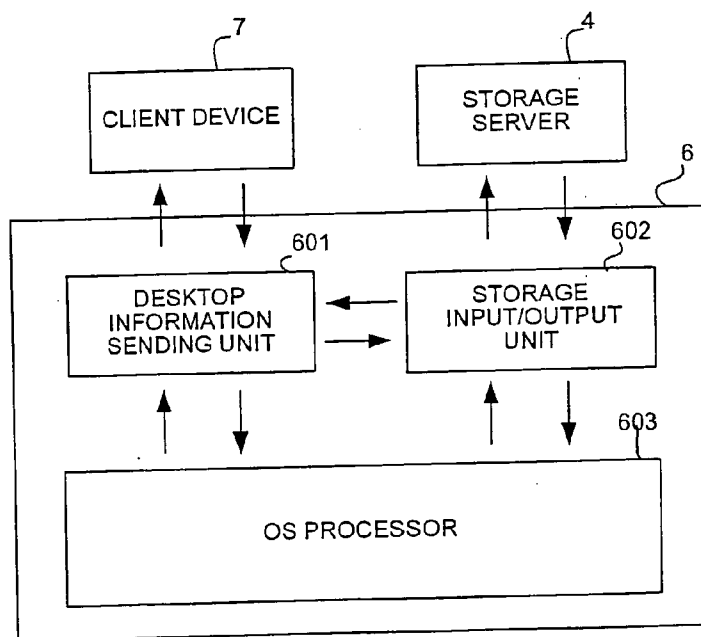 7
4
CLIENT DEVICE
STORAGE
SERVER
6
601
602
DESKTOP
INFORMATION
SENDING UNIT
STORAGE
INPUT/OUTPUT
UNIT
603
OS PROCESSOR